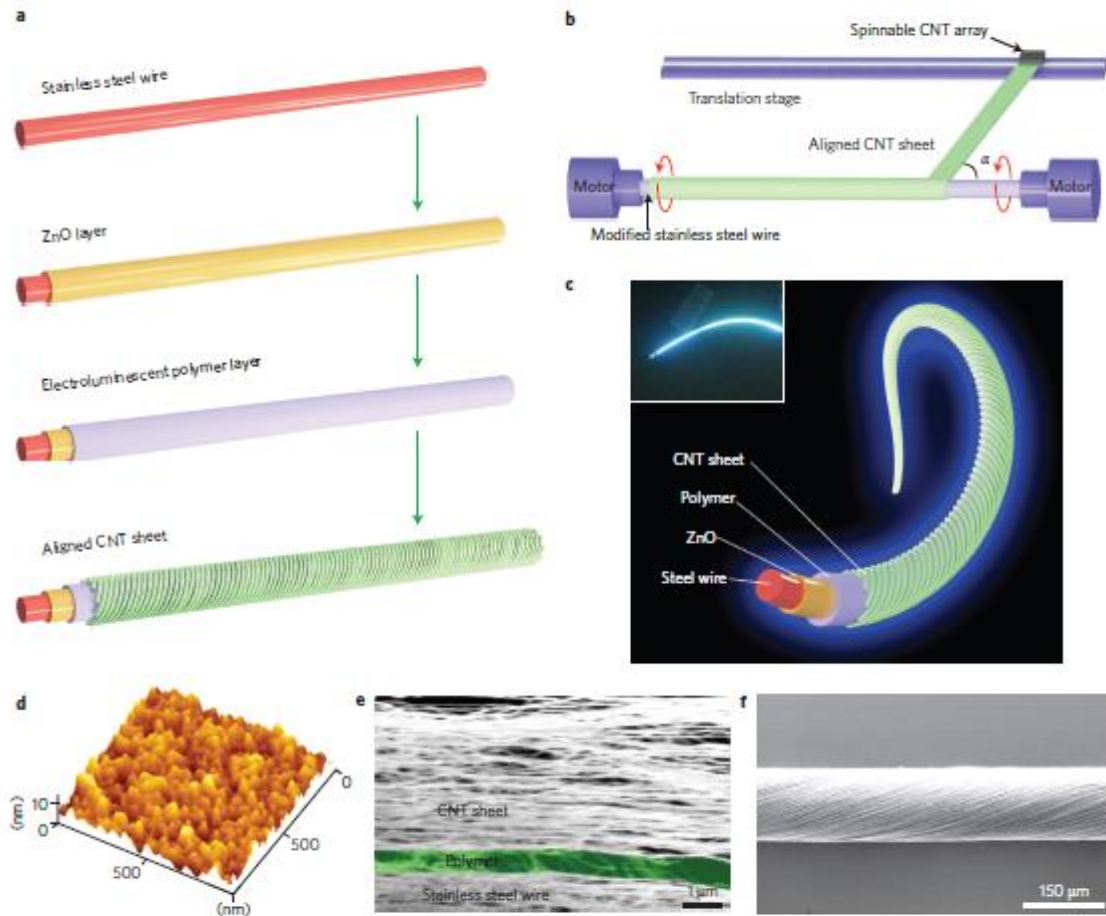 a
Stainless steel wire
ZnO layer
Electroluminescent polymer layer
Aligned CNT sheet
b
Spinnable CNT array
Translation stage
Aligned CNT sheet
α
Motor
Motor
Modified stainless steel wire
c
CNT sheet
Polymer
ZnO
Steel wire
d
(nm)
10
0
500
(nm)
500
0
e
CNT sheet
Polymer
Stainless steel wire
1 μm
f
150 μm